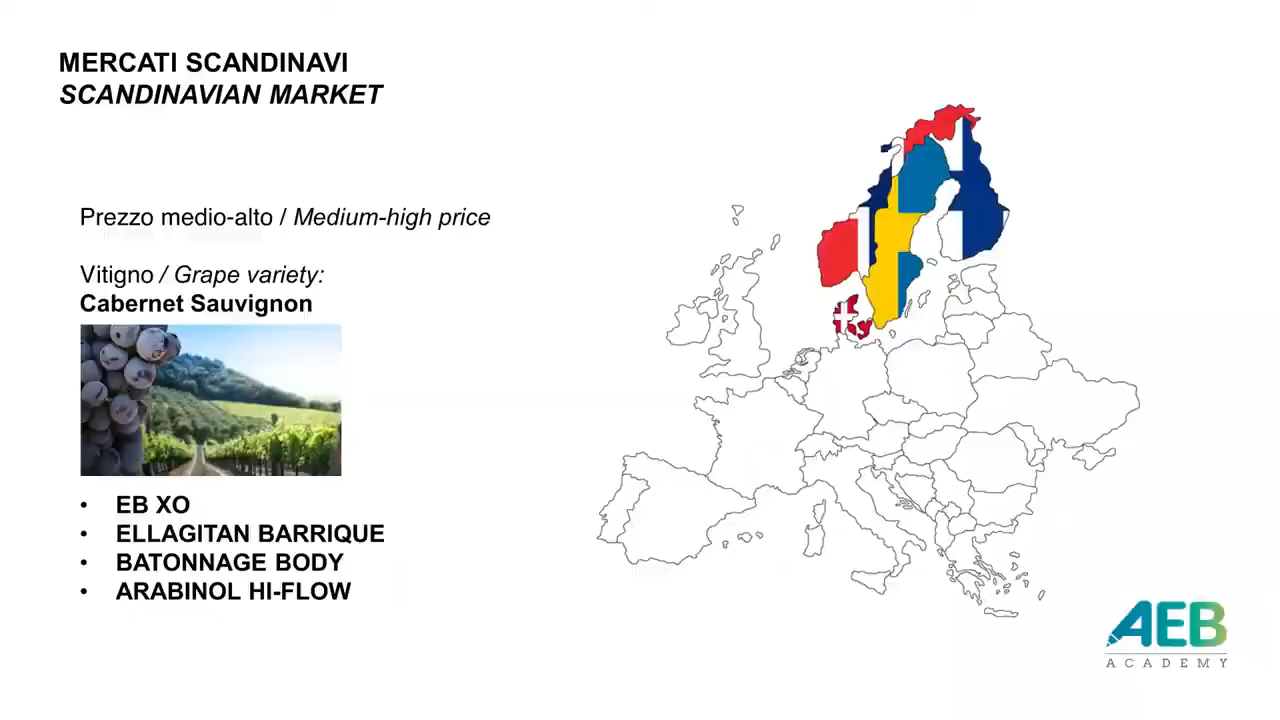 MERCATI SCANDINAVI
SCANDINAVIAN MARKET
Prezzo medio-alto / Medium-high price
Vitigno / Grape variety:
Cabernet Sauvignon
• EB XO
• ELLAGITAN BARRIQUE
• BATONNAGE BODY
• ARABINOL HI-FLOW
AEB
ACADEMY